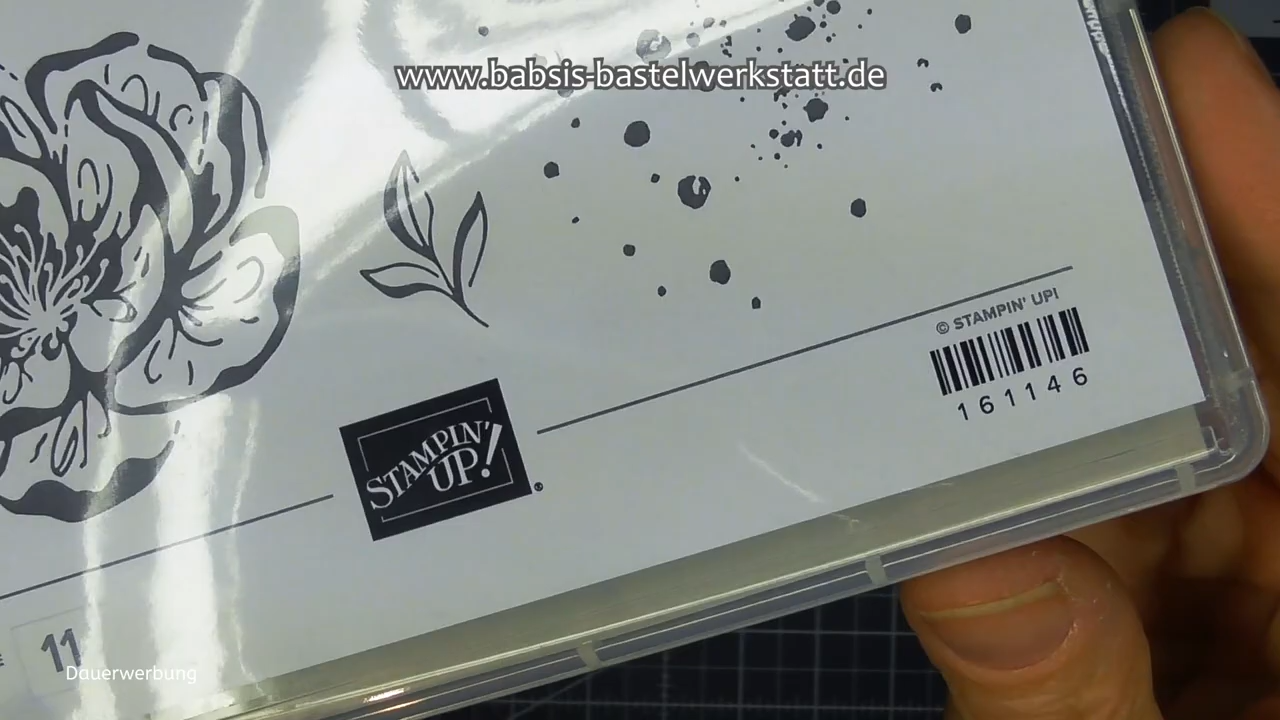 www.babsis-bastelwerkstatt.de
© STAMPIN' UP!
161146
STAMPIN'
UP!
®
11
Dauerwerbung